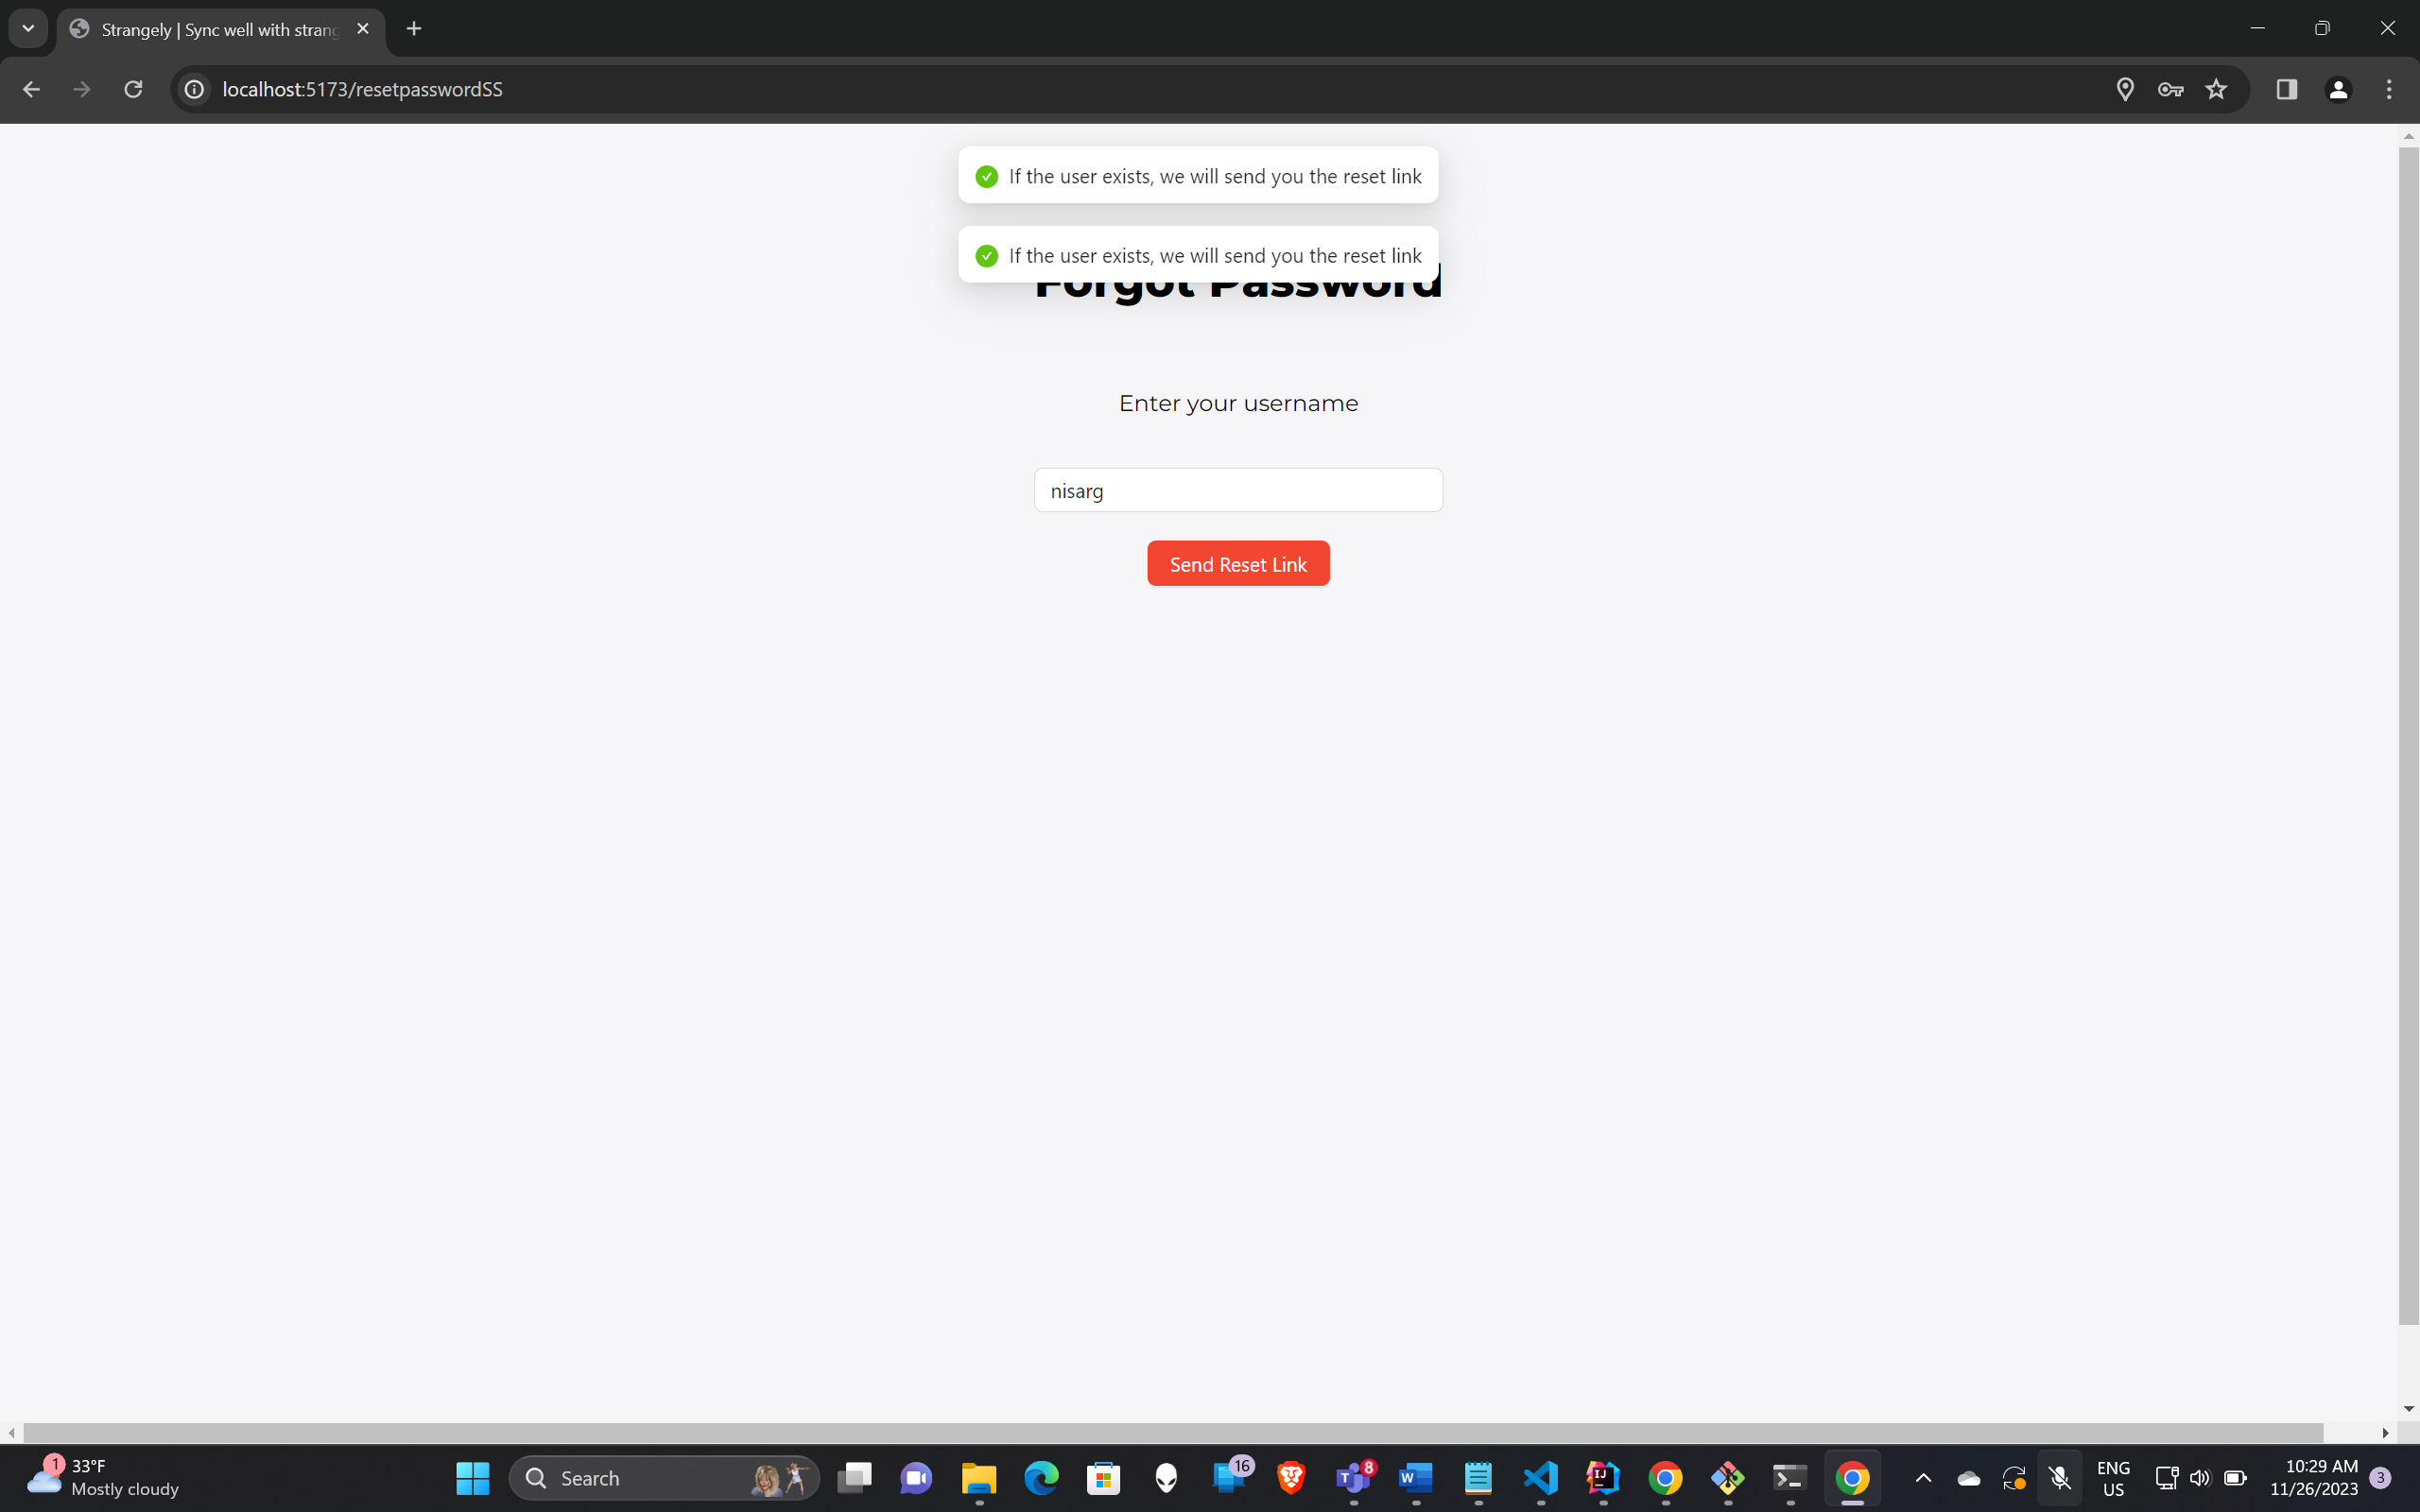 Strangely | Sync well with strang
localhost:5173/resetpasswordSS
If the user exists, we will send you the reset link
If the user exists, we will send you the reset link
Forgot Password
Enter your username
nisarg
Send Reset Link
1
33°F
Mostly cloudy
Search
16
8
ENG
US
10:29 AM
11/26/2023
3